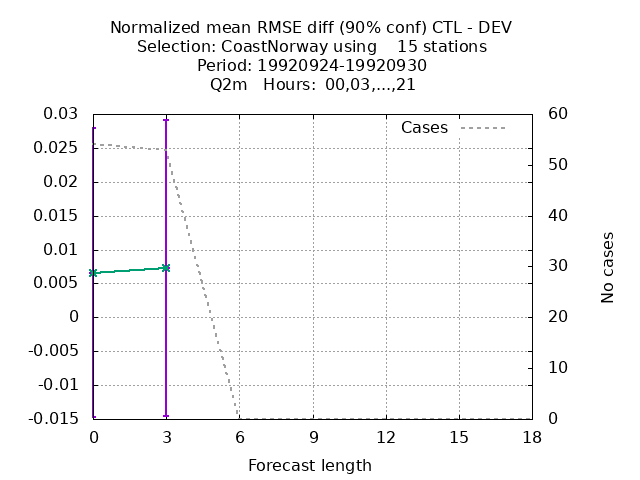 Normalized mean RMSE diff (90% conf) CTL - DEV
Selection: CoastNorway using    15 stations
Period: 19920924-19920930
Q2m   Hours:  00,03,...,21
Cases
0.03
0.025
0.02
0.015
0.01
0.005
0
-0.005
-0.01
-0.015
60
50
40
30
20
10
0
No cases
0 3 6 9 12 15 18
Forecast length